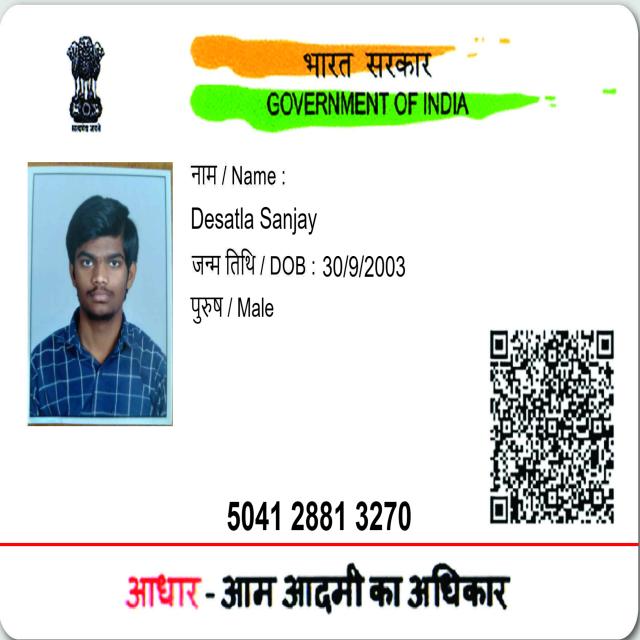 सत्यमेव जयते
भारत सरकार
GOVERNMENT OF INDIA
नाम / Name :
Desatla Sanjay
जन्म तिथि / DOB : 30/9/2003
पुरुष / Male
5041 2881 3270
आधार - आम आदमी का अधिकार